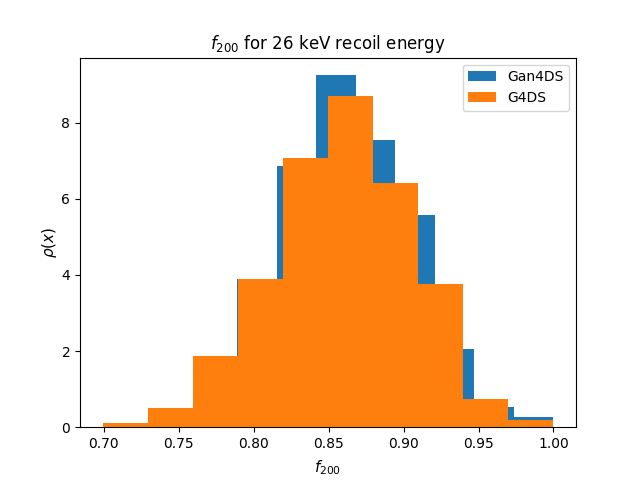 f₂₀₀ for 26 keV recoil energy
Gan4DS
G4DS
ρ(x)
8
6
4
2
0
0.70 0.75 0.80 0.85 0.90 0.95 1.00
f₂₀₀